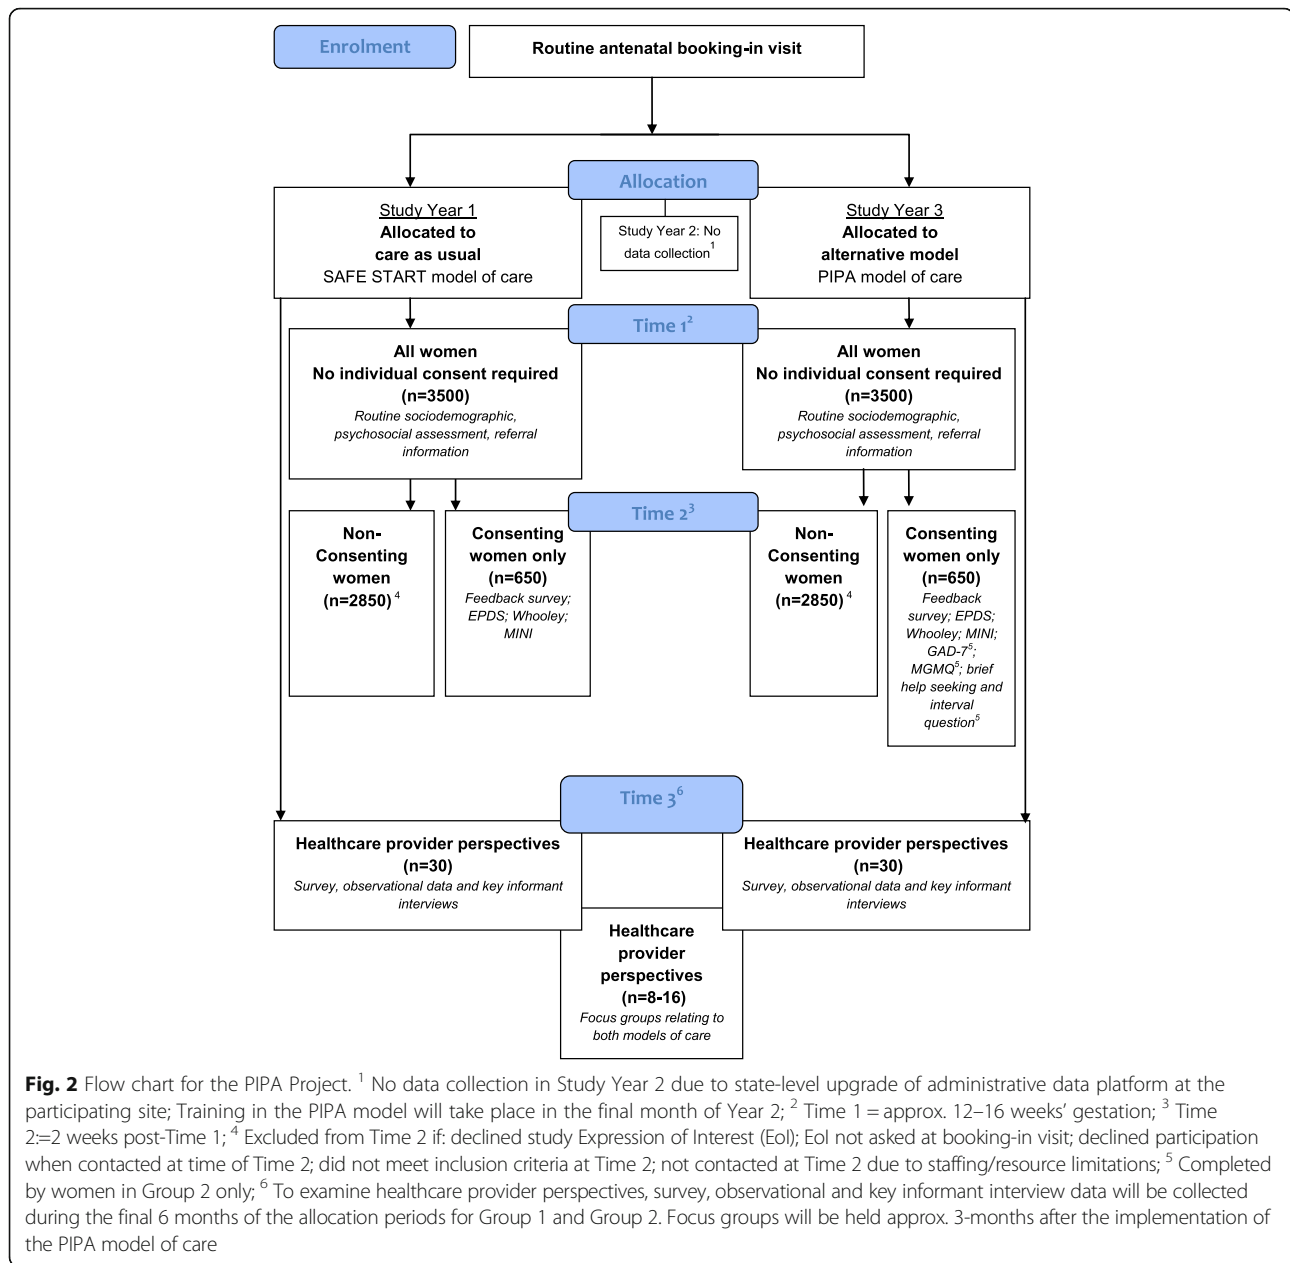 Enrolment
Routine antenatal booking-in visit
Allocation
Study Year 1
Allocated to
care as usual
SAFE START model of care
Study Year 2: No
data collection¹
Study Year 3
Allocated to
alternative model
PIPA model of care
Time 1²
All women
No individual consent required
(n=3500)
Routine sociodemographic,
psychosocial assessment, referral
information
All women
No individual consent required
(n=3500)
Routine sociodemographic,
psychosocial assessment, referral
information
Time 2³
Non-
Consenting
women
(n=2850) ⁴
Consenting
women only
(n=650)
Feedback survey;
EPDS; Whooley;
MINI
Non-
Consenting
women
(n=2850) ⁴
Consenting
women only
(n=650)
Feedback
survey; EPDS;
Whooley; MINI;
GAD-7⁵;
MGMQ⁵; brief
help seeking and
interval
question⁵
Time 3⁶
Healthcare provider perspectives
(n=30)
Survey, observational data and key informant
interviews
Healthcare provider perspectives
(n=30)
Survey, observational data and key informant
interviews
Healthcare
provider
perspectives
(n=8-16)
Focus groups relating to
both models of care
Fig. 2 Flow chart for the PIPA Project. ¹ No data collection in Study Year 2 due to state-level upgrade of administrative data platform at the
participating site; Training in the PIPA model will take place in the final month of Year 2; ² Time 1 = approx. 12–16 weeks’ gestation; ³ Time
2:=2 weeks post-Time 1; ⁴ Excluded from Time 2 if: declined study Expression of Interest (EoI); EoI not asked at booking-in visit; declined participation
when contacted at time of Time 2; did not meet inclusion criteria at Time 2; not contacted at Time 2 due to staffing/resource limitations; ⁵ Completed
by women in Group 2 only; ⁶ To examine healthcare provider perspectives, survey, observational and key informant interview data will be collected
during the final 6 months of the allocation periods for Group 1 and Group 2. Focus groups will be held approx. 3-months after the implementation of
the PIPA model of care